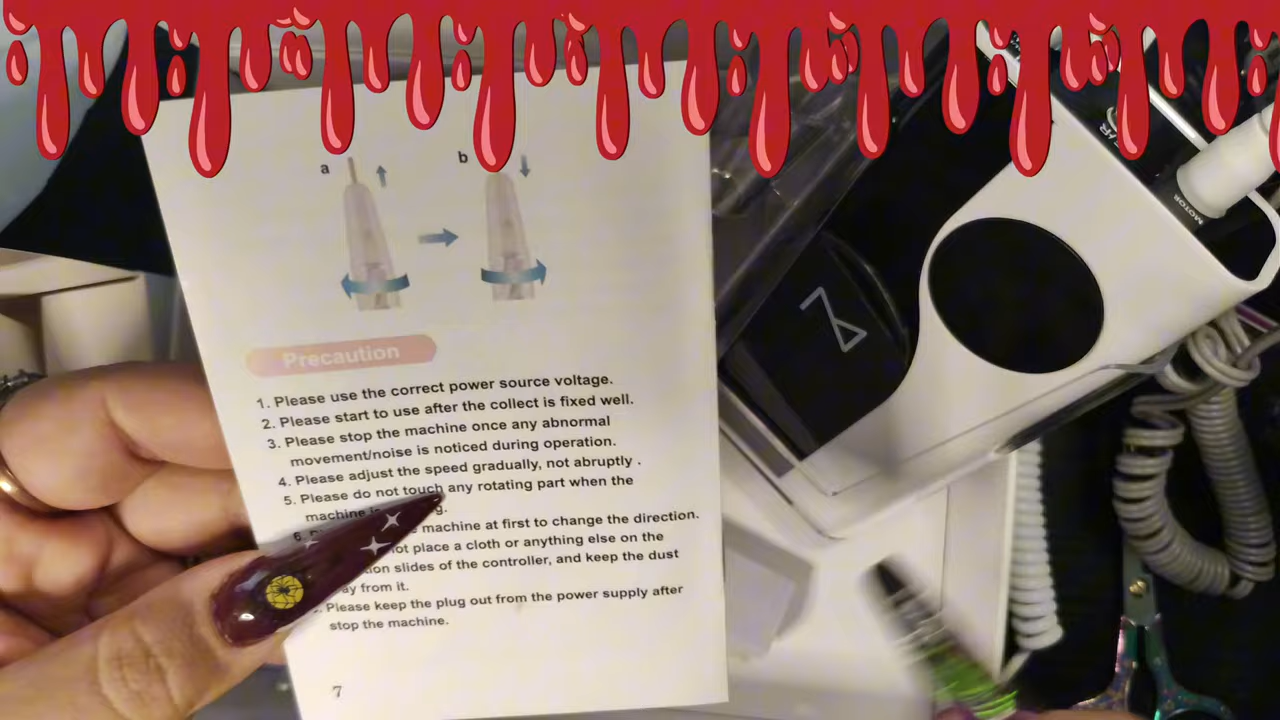 a
b
Precaution
1. Please use the correct power source voltage.
2. Please start to use after the collect is fixed well.
3. Please stop the machine once any abnormal
movement/noise is noticed during operation.
4. Please adjust the speed gradually, not abruptly .
5. Please do not touch any rotating part when the
machine
6. machine at first to change the direction.
not place a cloth or anything else on the
slides of the controller, and keep the dust
from it.
Please keep the plug out from the power supply after
stop the machine.
7
MOTOR